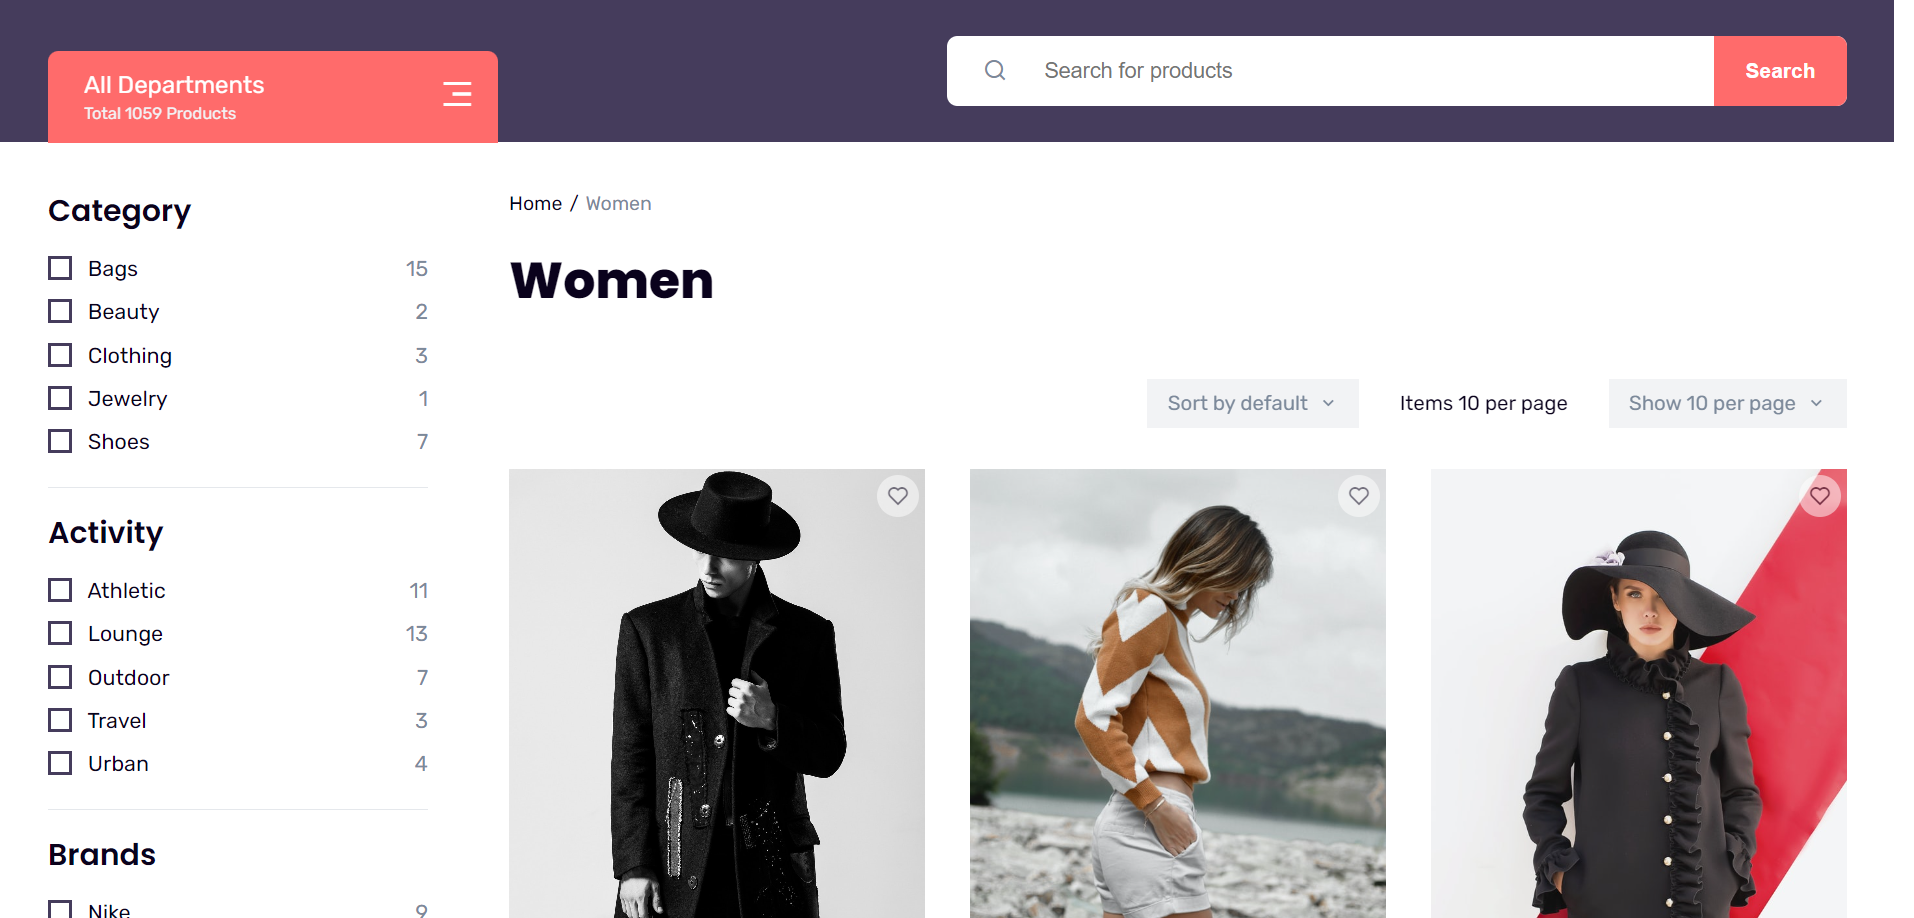 All Departments
Total 1059 Products
Search for products
Search
Category
Bags 15
Beauty 2
Clothing 3
Jewelry 1
Shoes 7
Activity
Athletic 11
Lounge 13
Outdoor 7
Travel 3
Urban 4
Brands
Nike 9
Home / Women
Women
Sort by default
Items 10 per page
Show 10 per page